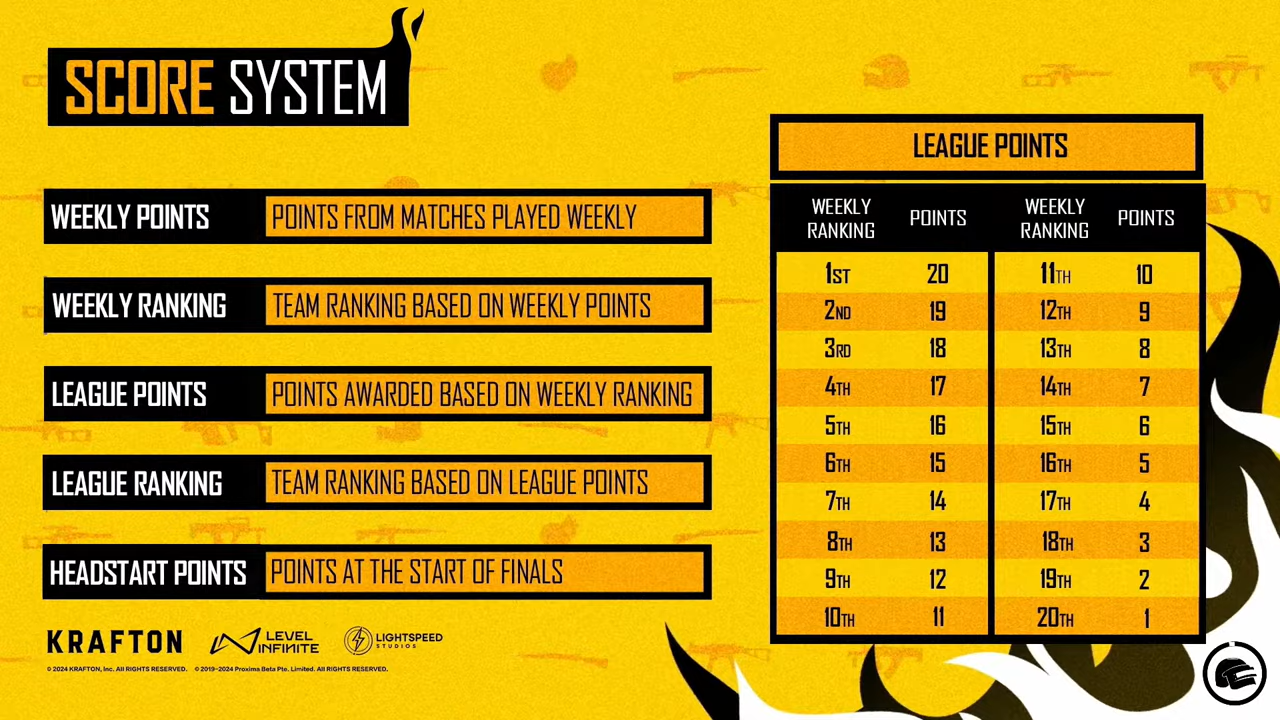 SCORE SYSTEM
WEEKLY POINTS POINTS FROM MATCHES PLAYED WEEKLY
WEEKLY RANKING TEAM RANKING BASED ON WEEKLY POINTS
LEAGUE POINTS POINTS AWARDED BASED ON WEEKLY RANKING
LEAGUE RANKING TEAM RANKING BASED ON LEAGUE POINTS
HEADSTART POINTS POINTS AT THE START OF FINALS
KRAFTON LEVEL INFINITE LIGHTSPEED STUDIOS
© 2024 KRAFTON, Inc. All RIGHTS RESERVED. © 2019-2024 Proxima Beta Pte. Limited. All RIGHTS RESERVED.
LEAGUE POINTS
WEEKLY RANKING POINTS WEEKLY RANKING POINTS
1ST 20 11TH 10
2ND 19 12TH 9
3RD 18 13TH 8
4TH 17 14TH 7
5TH 16 15TH 6
6TH 15 16TH 5
7TH 14 17TH 4
8TH 13 18TH 3
9TH 12 19TH 2
10TH 11 20TH 1